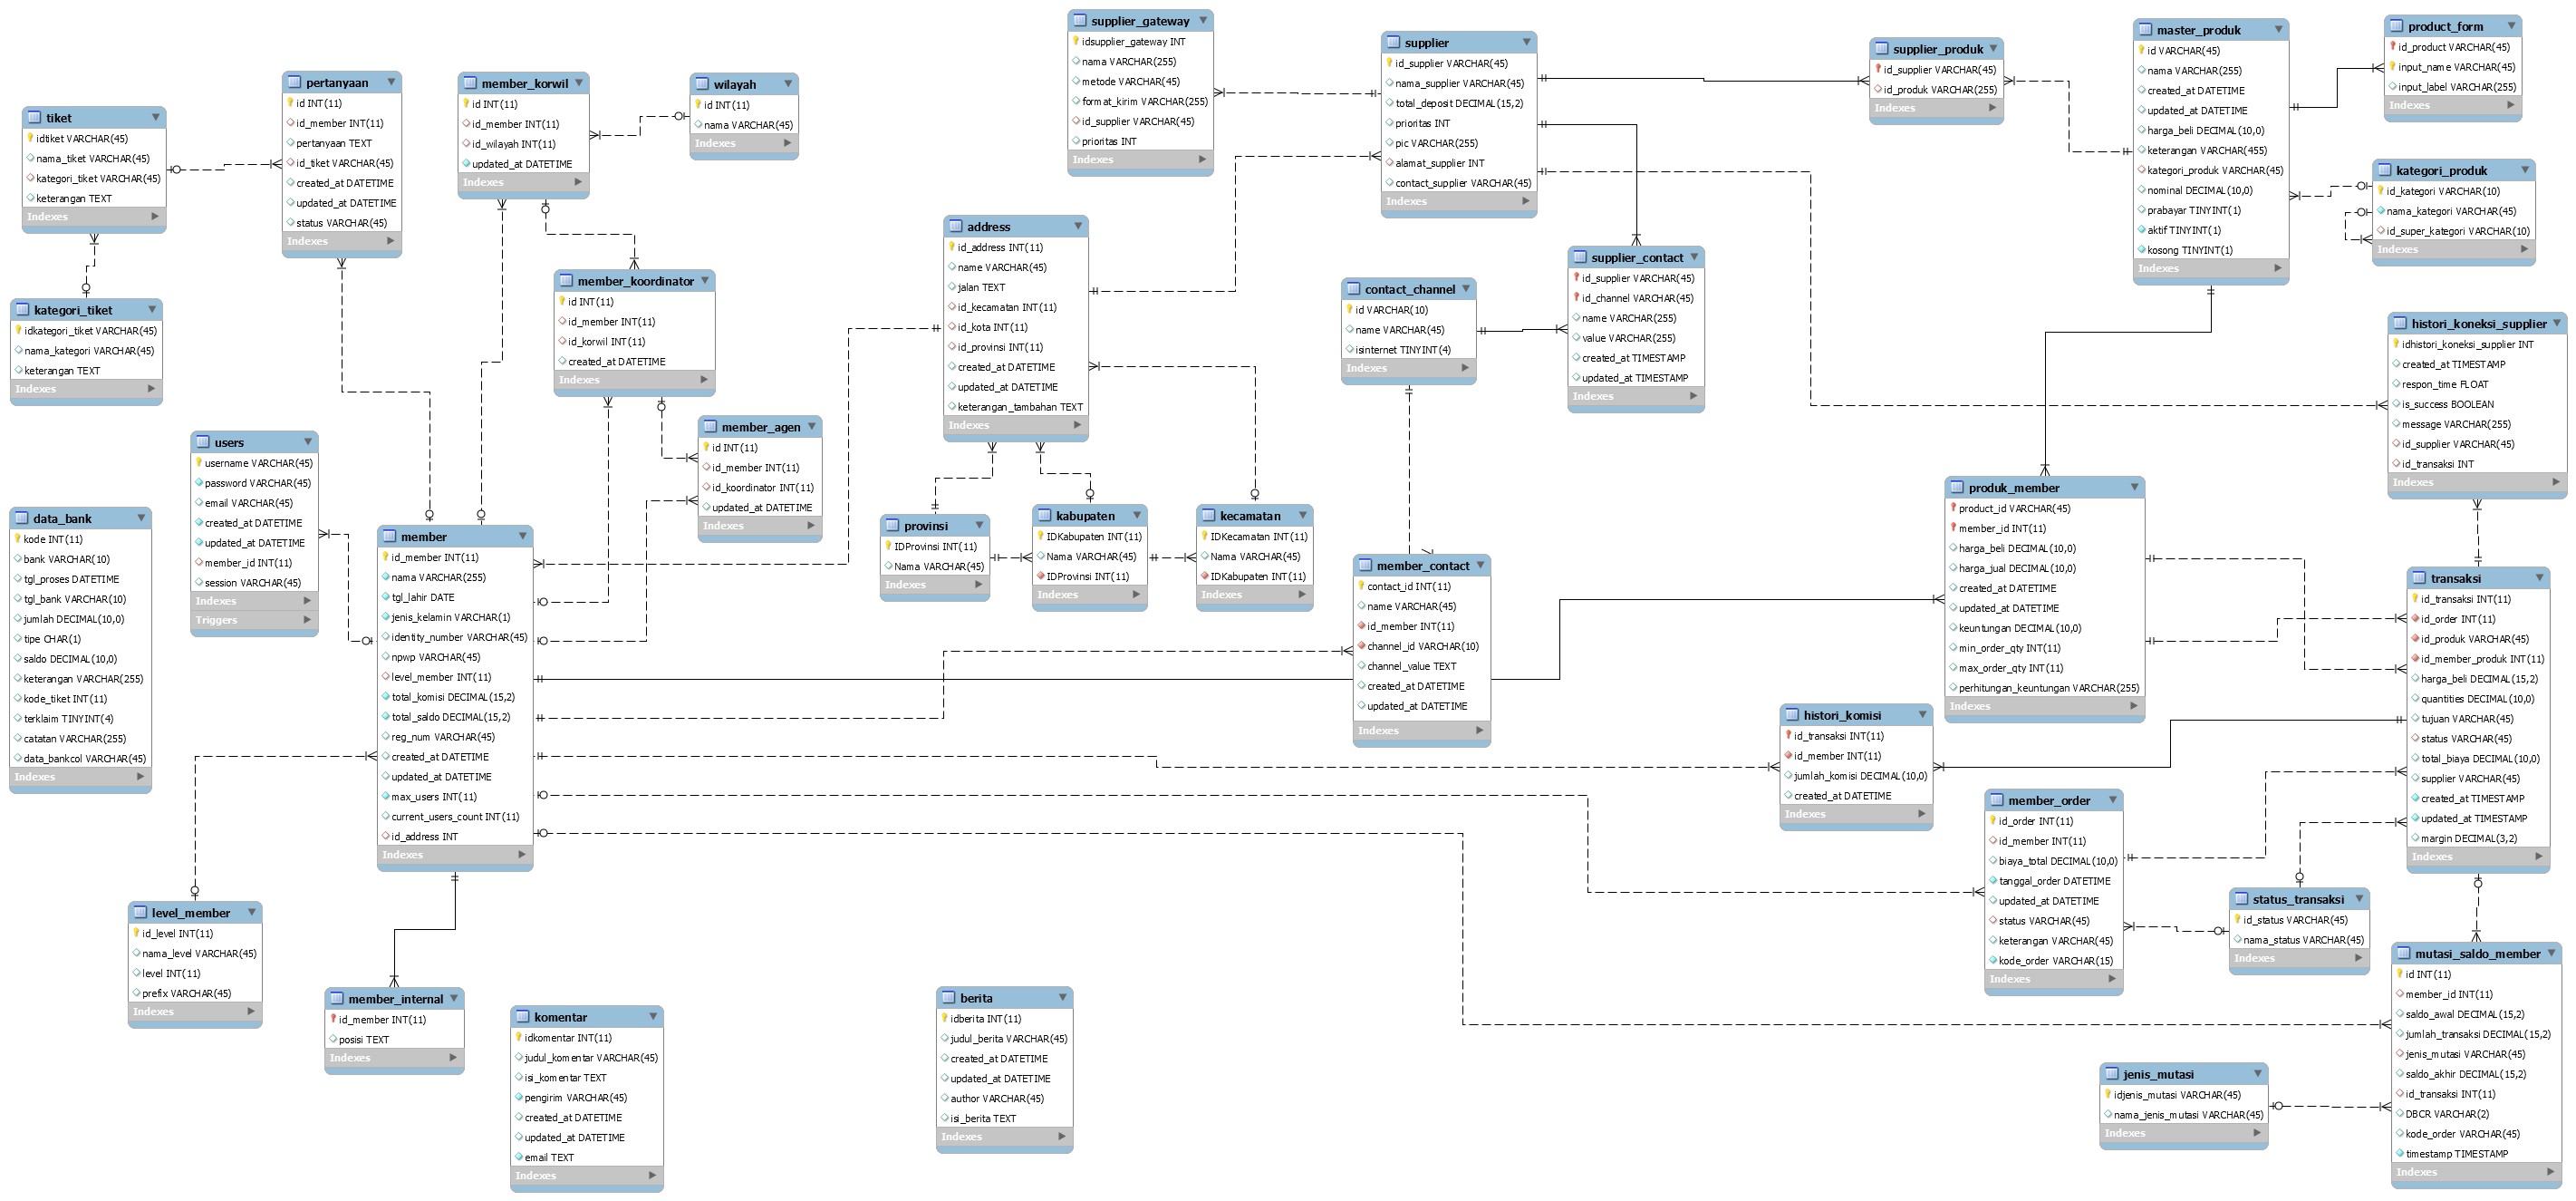 supplier_gateway
idsupplier_gateway INT
nama VARCHAR(255)
metode VARCHAR(45)
format_kirim VARCHAR(255)
id_supplier VARCHAR(45)
prioritas INT
Indexes
supplier
id_supplier VARCHAR(45)
nama_supplier VARCHAR(45)
total_deposit DECIMAL(15,2)
prioritas INT
pic VARCHAR(255)
alamat_supplier INT
contact_supplier VARCHAR(45)
Indexes
supplier_produk
id_supplier VARCHAR(45)
id_produk VARCHAR(255)
Indexes
master_produk
id VARCHAR(45)
nama VARCHAR(255)
created_at DATETIME
updated_at DATETIME
harga_beli DECIMAL(10,0)
keterangan VARCHAR(455)
kategori_produk VARCHAR(45)
nominal DECIMAL(10,0)
prabayar TINYINT(1)
aktif TINYINT(1)
kosong TINYINT(1)
Indexes
product_form
id_product VARCHAR(45)
input_name VARCHAR(45)
input_label VARCHAR(255)
Indexes
tiket
idtiket VARCHAR(45)
nama_tiket VARCHAR(45)
kategori_tiket VARCHAR(45)
keterangan TEXT
Indexes
pertanyaan
id INT(11)
id_member INT(11)
pertanyaan TEXT
id_tiket VARCHAR(45)
created_at DATETIME
updated_at DATETIME
status VARCHAR(45)
Indexes
member_korwil
id INT(11)
id_member INT(11)
id_wilayah INT(11)
updated_at DATETIME
Indexes
wilayah
id INT(11)
nama VARCHAR(45)
Indexes
kategori_produk
id_kategori VARCHAR(10)
nama_kategori VARCHAR(45)
id_super_kategori VARCHAR(10)
Indexes
address
id_address INT(11)
name VARCHAR(45)
jalan TEXT
id_kecamatan INT(11)
id_kota INT(11)
id_provinsi INT(11)
created_at DATETIME
updated_at DATETIME
keterangan_tambahan TEXT
Indexes
supplier_contact
id_supplier VARCHAR(45)
id_channel VARCHAR(45)
name VARCHAR(255)
value VARCHAR(255)
created_at TIMESTAMP
updated_at TIMESTAMP
Indexes
contact_channel
id VARCHAR(10)
name VARCHAR(45)
isinternet TINYINT(4)
Indexes
member_koordinator
id INT(11)
id_member INT(11)
id_korwil INT(11)
created_at DATETIME
Indexes
kategori_tiket
idkategori_tiket VARCHAR(45)
nama_kategori VARCHAR(45)
keterangan TEXT
Indexes
histori_koneksi_supplier
idhistori_koneksi_supplier INT
created_at TIMESTAMP
respon_time FLOAT
is_success BOOLEAN
message VARCHAR(255)
id_supplier VARCHAR(45)
id_transaksi INT
Indexes
member_agen
id INT(11)
id_member INT(11)
id_koordinator INT(11)
updated_at DATETIME
Indexes
users
username VARCHAR(45)
password VARCHAR(45)
email VARCHAR(45)
created_at DATETIME
updated_at DATETIME
member_id INT(11)
session VARCHAR(45)
Indexes
Triggers
data_bank
kode INT(11)
bank VARCHAR(10)
tgl_proses DATETIME
tgl_bank VARCHAR(10)
jumlah DECIMAL(10,0)
tipe CHAR(1)
saldo DECIMAL(10,0)
keterangan VARCHAR(255)
kode_tiket INT(11)
terklaim TINYINT(4)
catatan VARCHAR(255)
data_bankcol VARCHAR(45)
Indexes
member
id_member INT(11)
nama VARCHAR(255)
tgl_lahir DATE
jenis_kelamin VARCHAR(1)
identity_number VARCHAR(45)
npwp VARCHAR(45)
level_member INT(11)
total_komisi DECIMAL(15,2)
total_saldo DECIMAL(15,2)
reg_num VARCHAR(45)
created_at DATETIME
updated_at DATETIME
max_users INT(11)
current_users_count INT(11)
id_address INT
Indexes
provinsi
IDProvinsi INT(11)
Nama VARCHAR(45)
Indexes
kabupaten
IDKabupaten INT(11)
Nama VARCHAR(45)
IDProvinsi INT(11)
Indexes
kecamatan
IDKecamatan INT(11)
Nama VARCHAR(45)
IDKabupaten INT(11)
Indexes
member_contact
contact_id INT(11)
name VARCHAR(45)
id_member INT(11)
channel_id VARCHAR(10)
channel_value TEXT
created_at DATETIME
updated_at DATETIME
Indexes
produk_member
product_id VARCHAR(45)
member_id INT(11)
harga_beli DECIMAL(10,0)
harga_jual DECIMAL(10,0)
created_at DATETIME
updated_at DATETIME
keuntungan DECIMAL(10,0)
min_order_qty INT(11)
max_order_qty INT(11)
perhitungan_keuntungan VARCHAR(255)
Indexes
transaksi
id_transaksi INT(11)
id_order INT(11)
id_produk VARCHAR(45)
id_member_produk INT(11)
harga_beli DECIMAL(15,2)
quantities DECIMAL(10,0)
tujuan VARCHAR(45)
status VARCHAR(45)
total_biaya DECIMAL(10,0)
supplier VARCHAR(45)
created_at TIMESTAMP
updated_at TIMESTAMP
margin DECIMAL(3,2)
Indexes
histori_komisi
id_transaksi INT(11)
id_member INT(11)
jumlah_komisi DECIMAL(10,0)
created_at DATETIME
Indexes
member_order
id_order INT(11)
id_member INT(11)
biaya_total DECIMAL(10,0)
tanggal_order DATETIME
updated_at DATETIME
status VARCHAR(45)
keterangan VARCHAR(45)
kode_order VARCHAR(15)
Indexes
status_transaksi
id_status VARCHAR(45)
nama_status VARCHAR(45)
Indexes
level_member
id_level INT(11)
nama_level VARCHAR(45)
level INT(11)
prefix VARCHAR(45)
Indexes
member_internal
id_member INT(11)
posisi TEXT
Indexes
komentar
idkomentar INT(11)
judul_komentar VARCHAR(45)
isi_komentar TEXT
pengirim VARCHAR(45)
created_at DATETIME
updated_at DATETIME
email TEXT
Indexes
berita
idberita INT(11)
judul_berita VARCHAR(45)
created_at DATETIME
updated_at DATETIME
author VARCHAR(45)
isi_berita TEXT
Indexes
mutasi_saldo_member
id INT(11)
member_id INT(11)
saldo_awal DECIMAL(15,2)
jumlah_transaksi DECIMAL(15,2)
jenis_mutasi VARCHAR(45)
saldo_akhir DECIMAL(15,2)
id_transaksi INT(11)
DBCR VARCHAR(2)
kode_order VARCHAR(45)
timestamp TIMESTAMP
Indexes
jenis_mutasi
idjenis_mutasi VARCHAR(45)
nama_jenis_mutasi VARCHAR(45)
Indexes